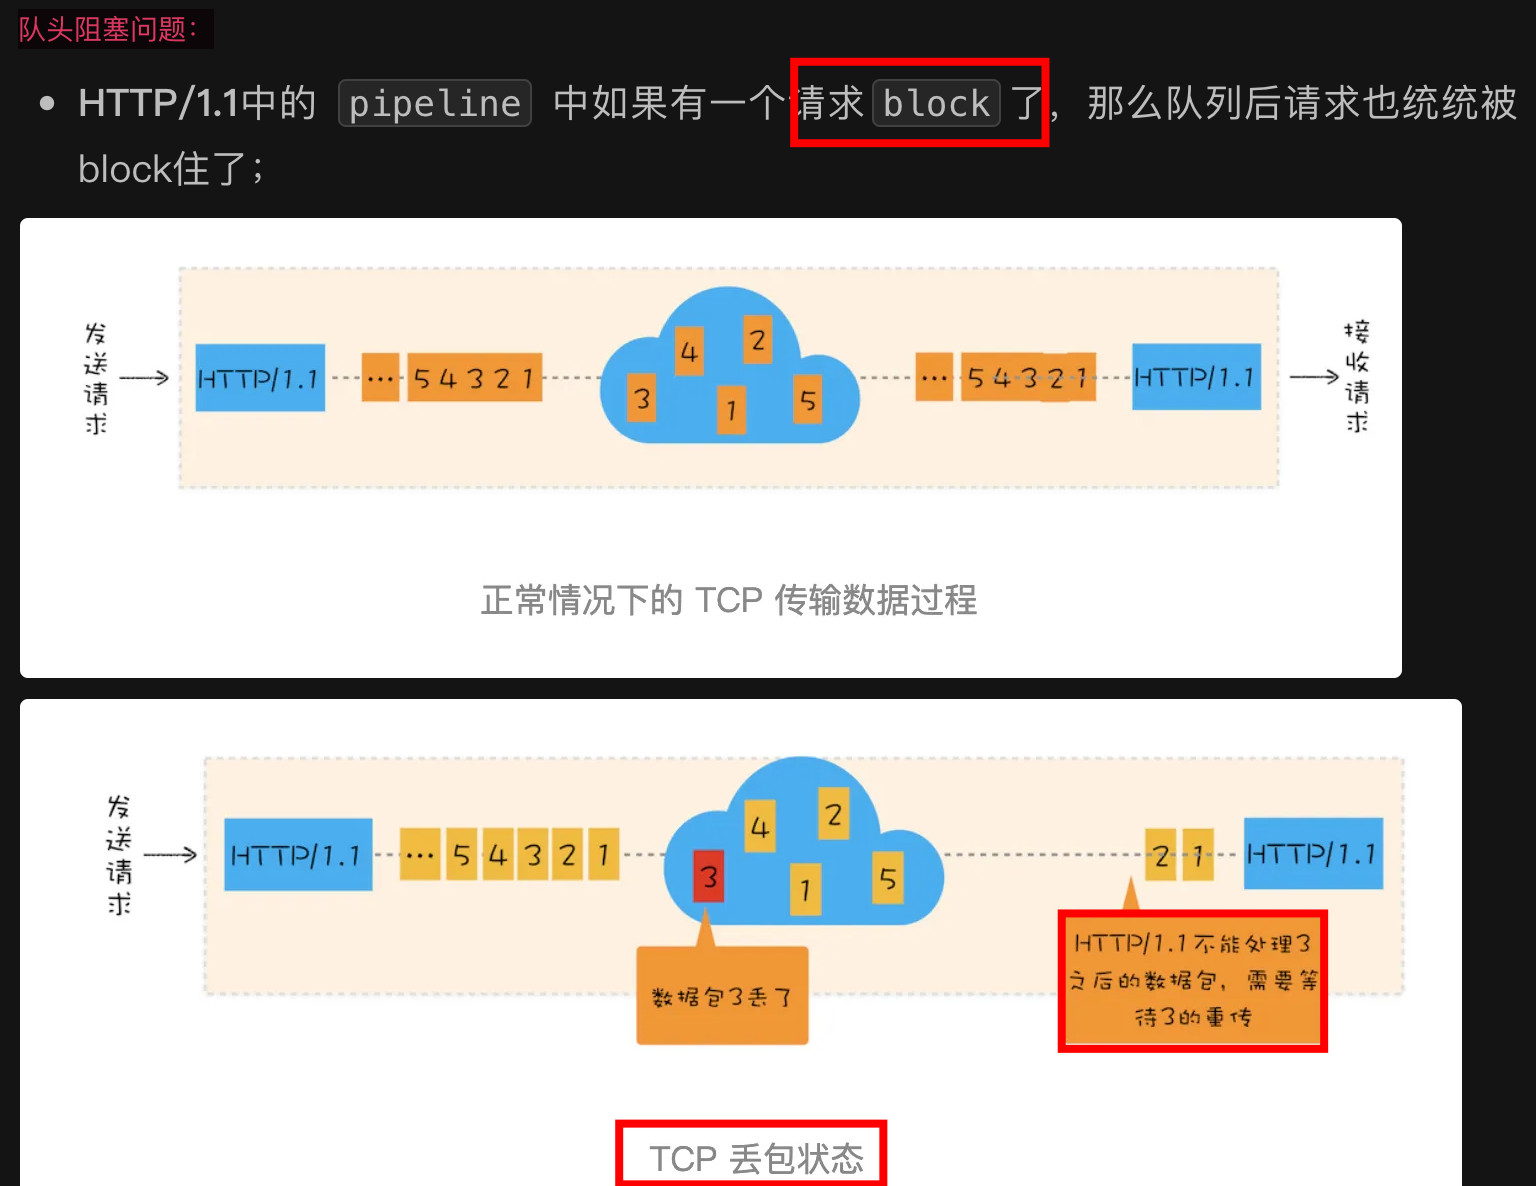 队头阻塞问题：
HTTP/1.1中的 pipeline 中如果有一个请求 block 了，那么队列后请求也统统被
block住了；
发送请求
HTTP/1.1
... 5 4 3 2 1
4 2
3 1 5
... 5 4 3 2 1
HTTP/1.1
接收请求
正常情况下的 TCP 传输数据过程
发送请求
HTTP/1.1
... 5 4 3 2 1
4 2
3 1 5
2 1
HTTP/1.1
数据包3丢了
HTTP/1.1不能处理3
之后的数据包，需要等
待3的重传
TCP 丢包状态